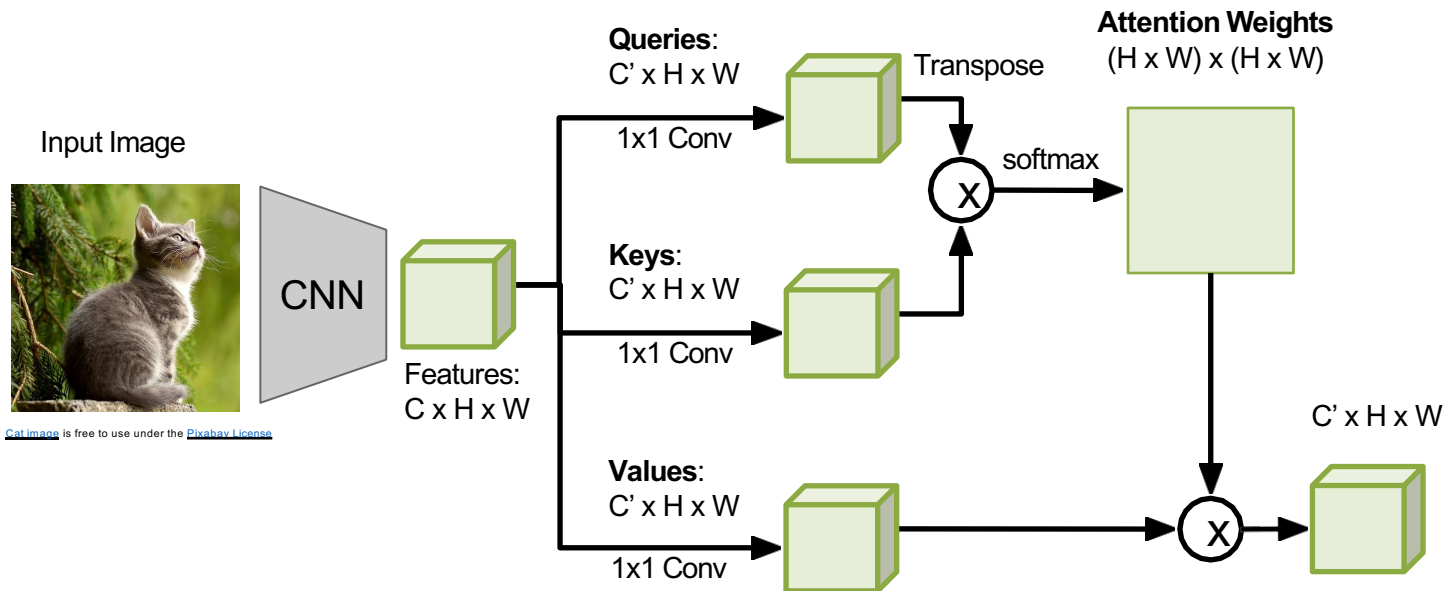 Input Image
Cat image is free to use under the Pixabay License
CNN
Features:
C x H x W
Queries:
C’ x H x W
1x1 Conv
Keys:
C’ x H x W
1x1 Conv
Values:
C’ x H x W
1x1 Conv
Transpose
X
softmax
Attention Weights
(H x W) x (H x W)
X
C’ x H x W